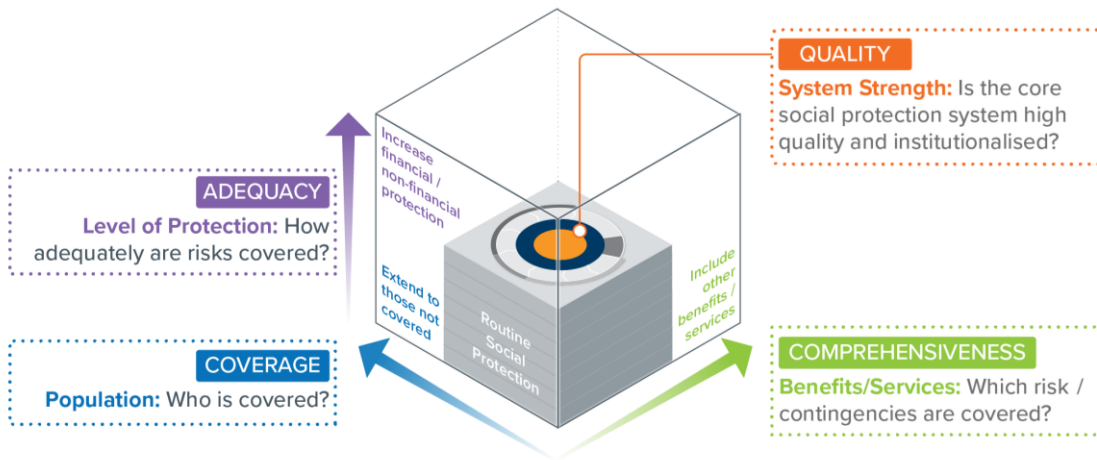 QUALITY
System Strength: Is the core
social protection system high
quality and institutionalised?
ADEQUACY
Level of Protection: How
adequately are risks covered?
Increase
financial /
non-financial
protection
Extend to
those not
covered
Routine
Social
Protection
Include
other
benefits /
services
COVERAGE
Population: Who is covered?
COMPREHENSIVENESS
Benefits/Services: Which risk /
contingencies are covered?